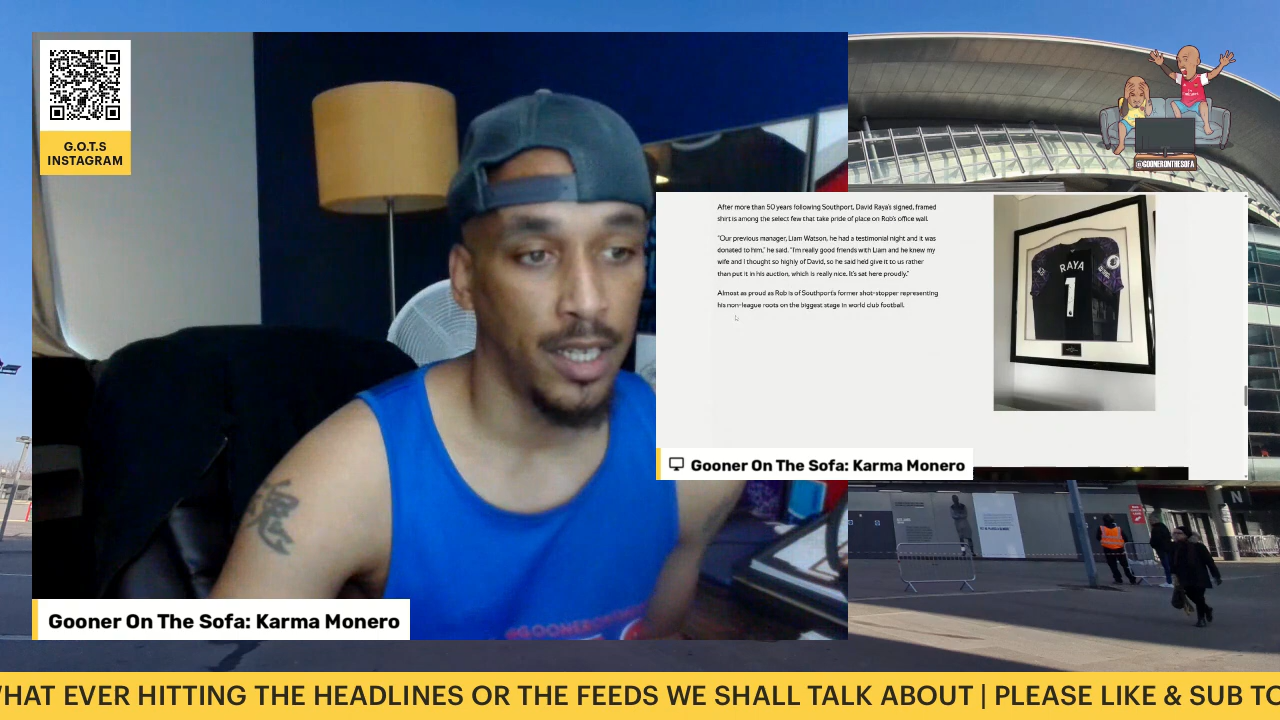 G.O.T.S
INSTAGRAM
@GOONERONTHESOFA
After more than 50 years following Southport, David Raya's signed, framed
shirt is among the select few that take pride of place on Rob's office wall.
"Our previous manager, Liam Watson, he had a testimonial night and it was
donated to him," he said. "I'm really good friends with Liam and he knew my
wife and I thought so highly of David, so he said he'd give it to us rather
than put it in his auction, which is really nice. It's sat here proudly."
Almost as proud as Rob is of Southport's former shot-stopper representing
his non-league roots on the biggest stage in world club football.
RAYA
1
Gooner On The Sofa: Karma Monero
N
魂
Gooner On The Sofa: Karma Monero
HAT EVER HITTING THE HEADLINES OR THE FEEDS WE SHALL TALK ABOUT | PLEASE LIKE & SUB TO